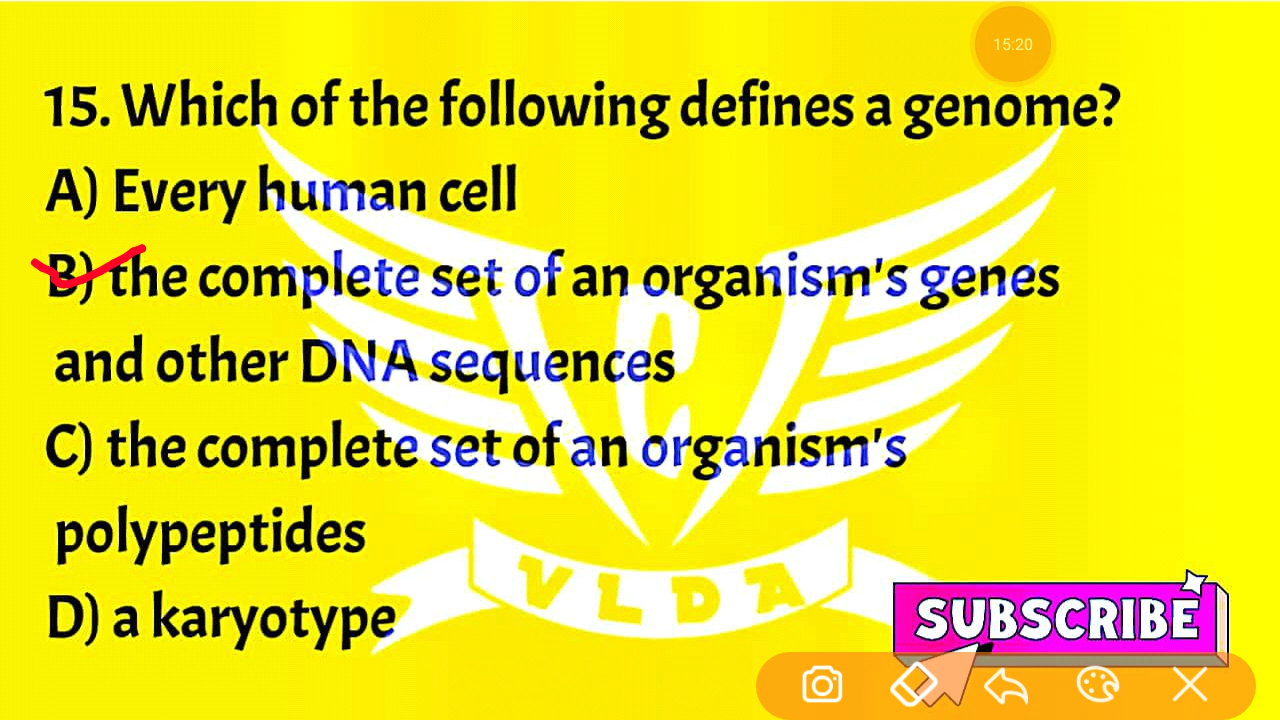 15:20
15. Which of the following defines a genome?
A) Every human cell
B) the complete set of an organism's genes
and other DNA sequences
C) the complete set of an organism's
polypeptides
D) a karyotype
VLDA
SUBSCRIBE